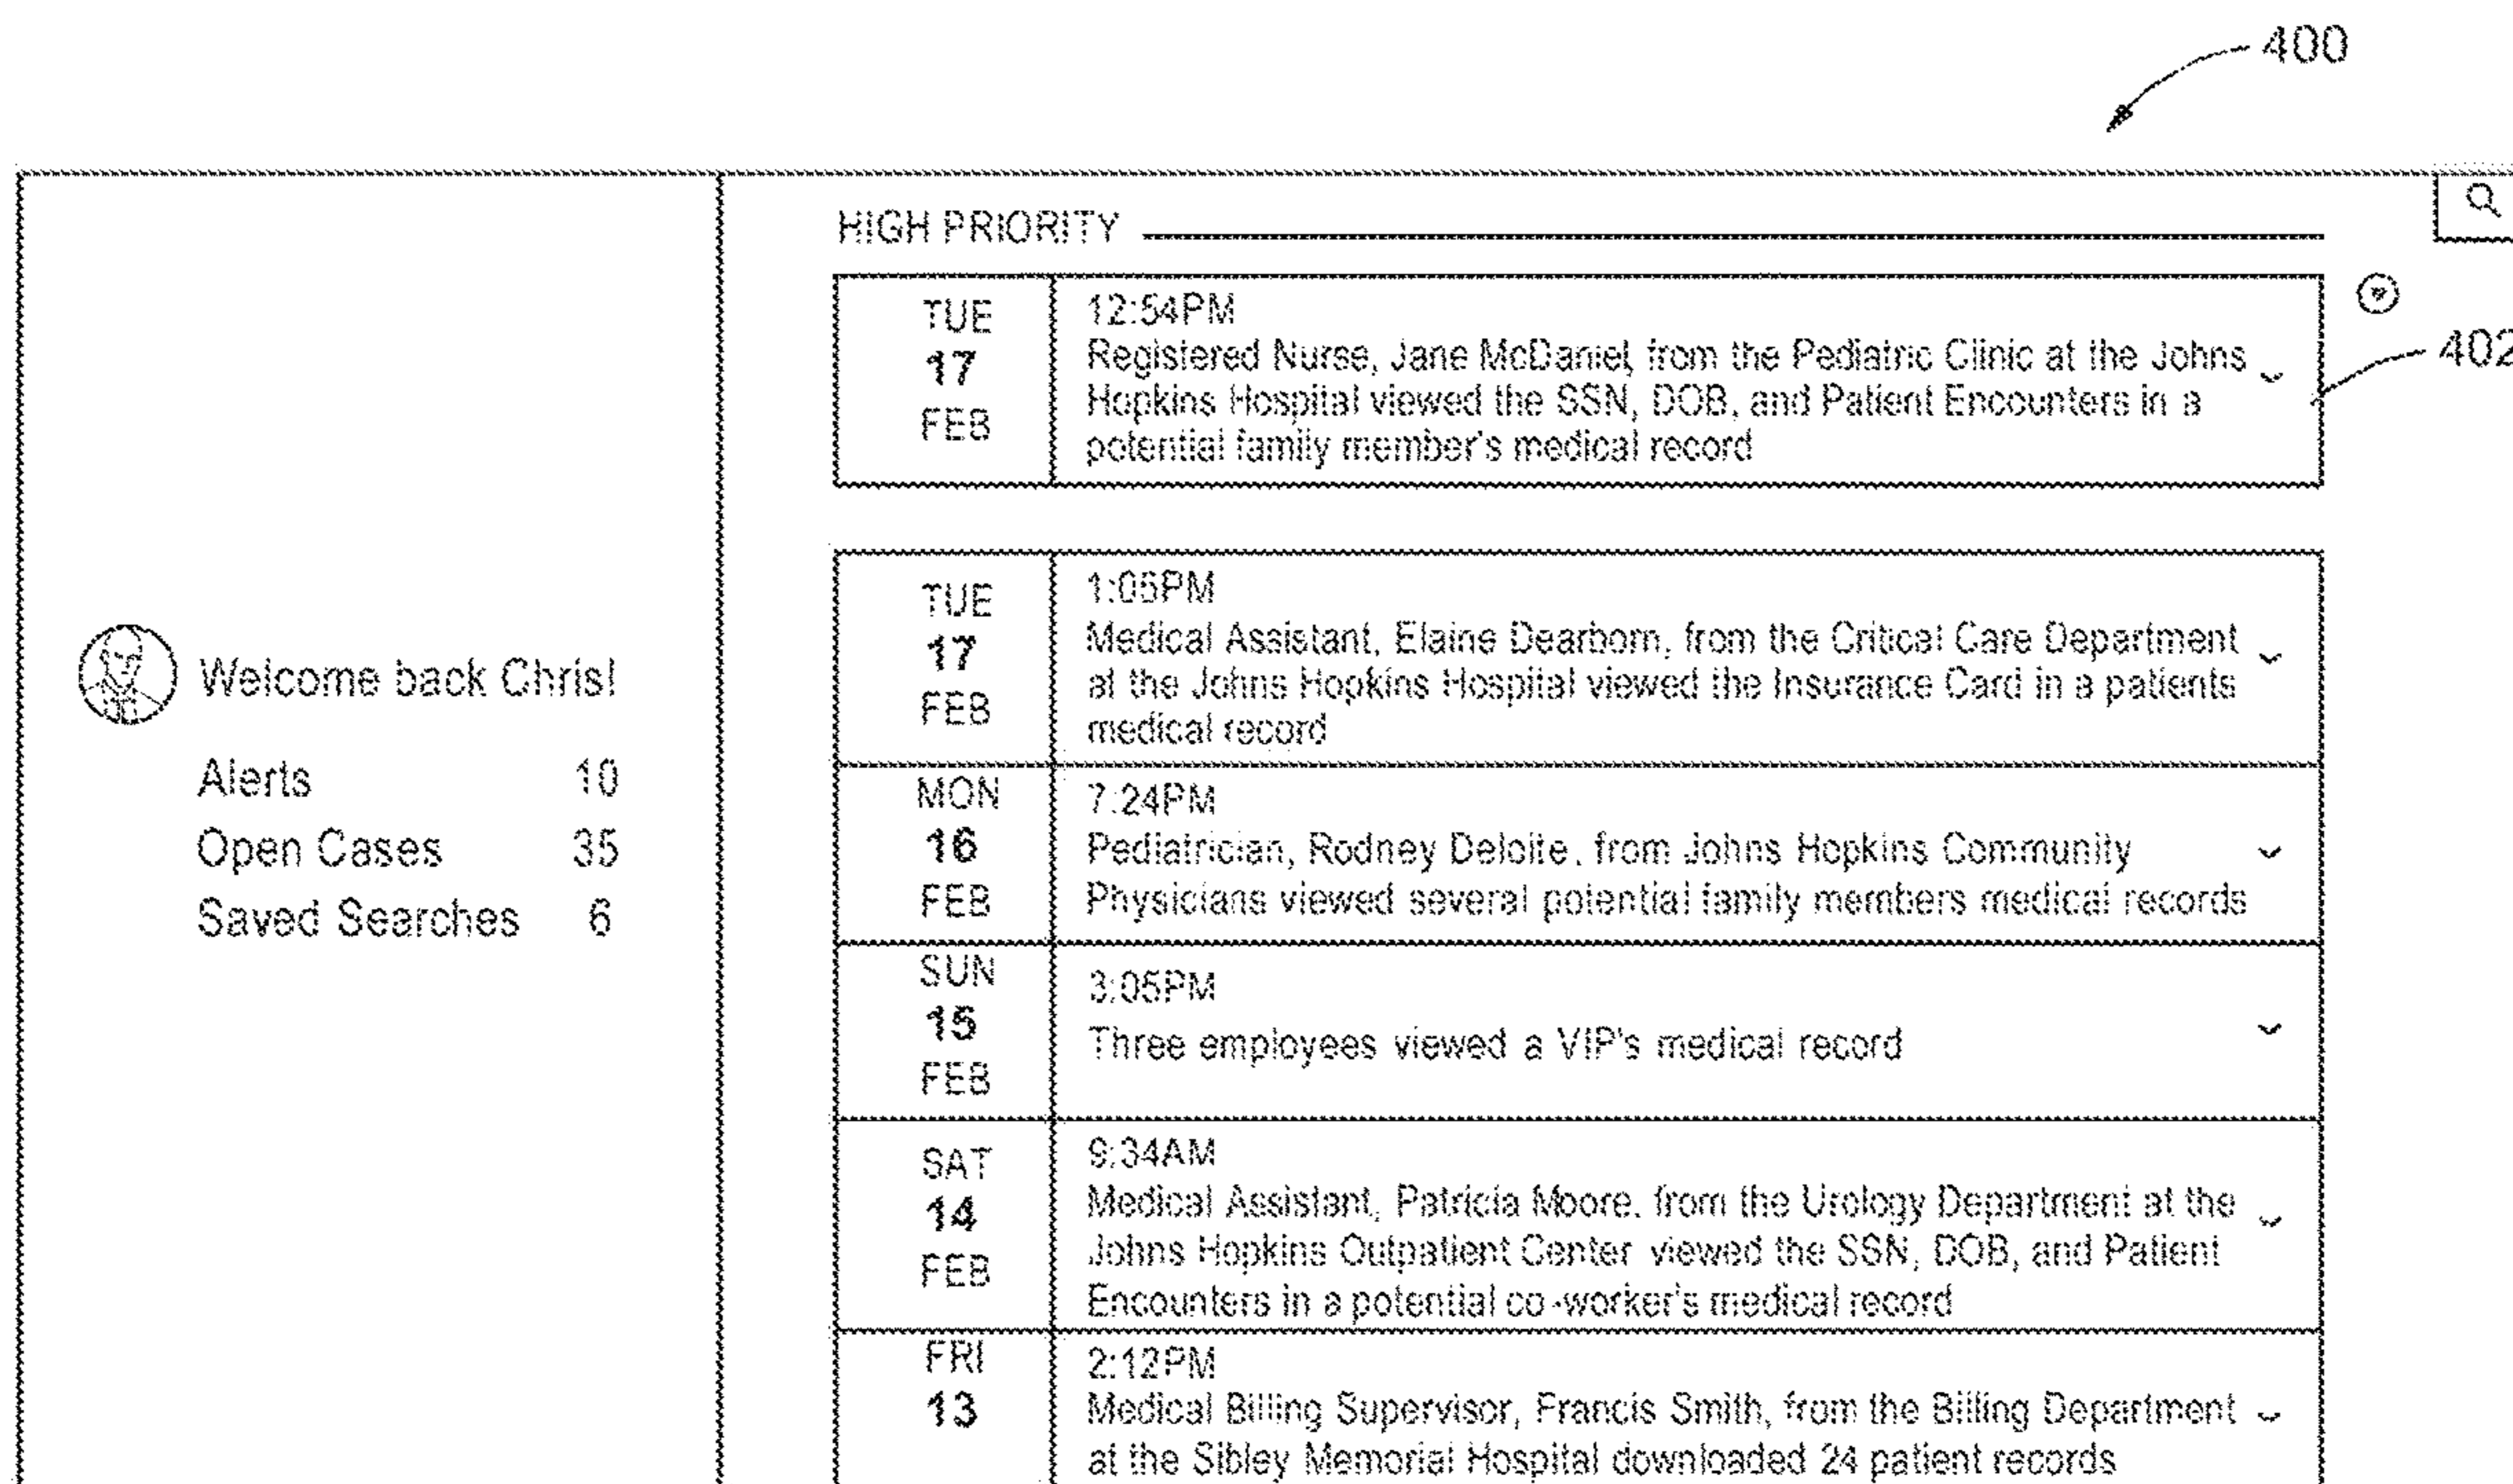 400
HIGH PRIORITY
TUE
17
FEB
12:54PM
Registered Nurse, Jane McDaniel, from the Pediatric Clinic at the Johns
Hopkins Hospital viewed the SSN, DOB, and Patient Encounters in a
potential family member's medical record
402
Welcome back Chris!
Alerts 10
Open Cases 35
Saved Searches 6
TUE
17
FEB
1:05PM
Medical Assistant, Elaine Dearborn, from the Critical Care Department
at the Johns Hopkins Hospital viewed the Insurance Card in a patients
medical record
MON
16
FEB
7:24PM
Pediatrician, Rodney Deloite, from Johns Hopkins Community
Physicians viewed several potential family members medical records
SUN
15
FEB
3:05PM
Three employees viewed a VIP's medical record
SAT
14
FEB
9:34AM
Medical Assistant, Patricia Moore, from the Urology Department at the
Johns Hopkins Outpatient Center viewed the SSN, DOB, and Patient
Encounters in a potential co-worker's medical record
FRI
13
2:12PM
Medical Billing Supervisor, Francis Smith, from the Billing Department
at the Sibley Memorial Hospital downloaded 24 patient records